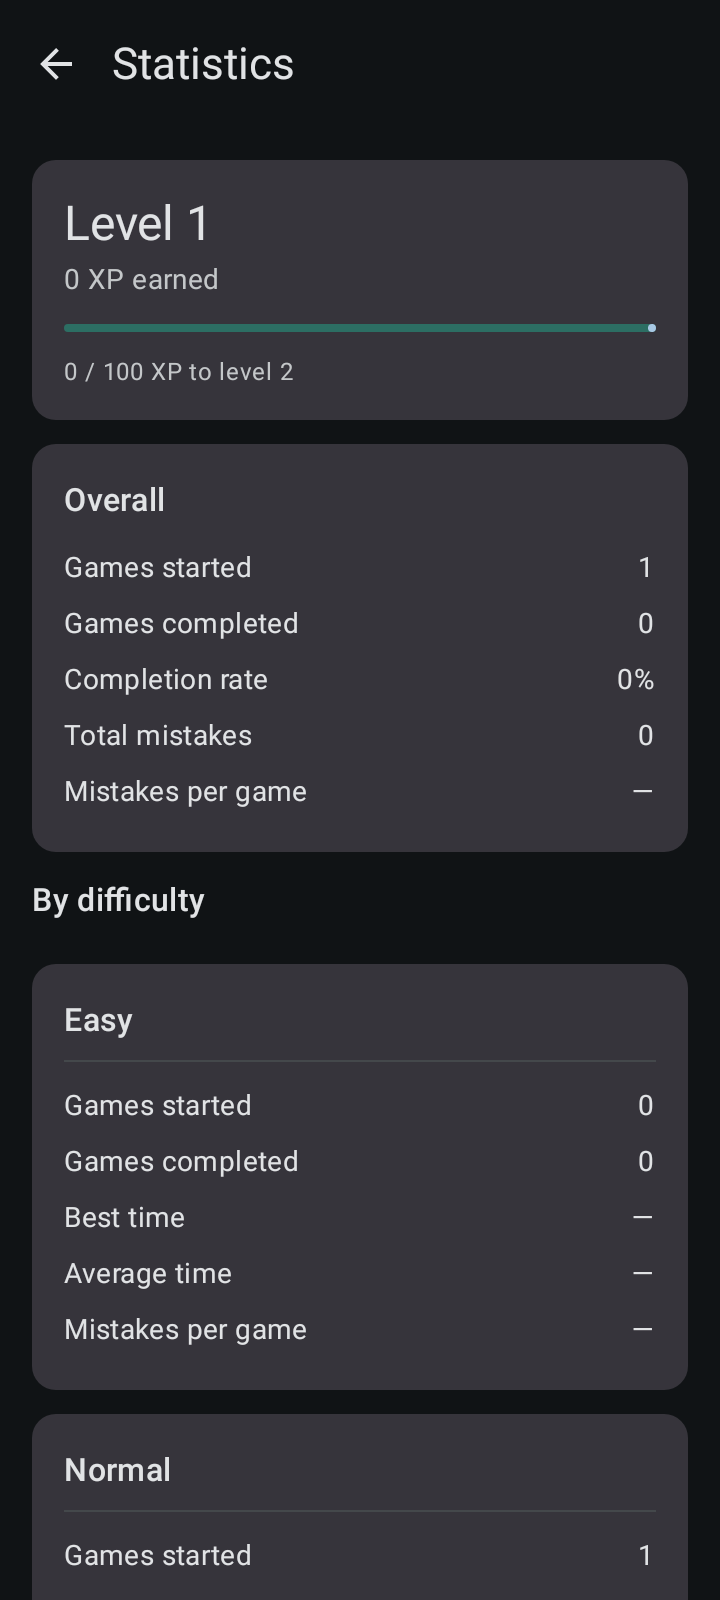 Statistics
Level 1
0 XP earned
0 / 100 XP to level 2
Overall
Games started 1
Games completed 0
Completion rate 0%
Total mistakes 0
Mistakes per game —
By difficulty
Easy
Games started 0
Games completed 0
Best time —
Average time —
Mistakes per game —
Normal
Games started 1